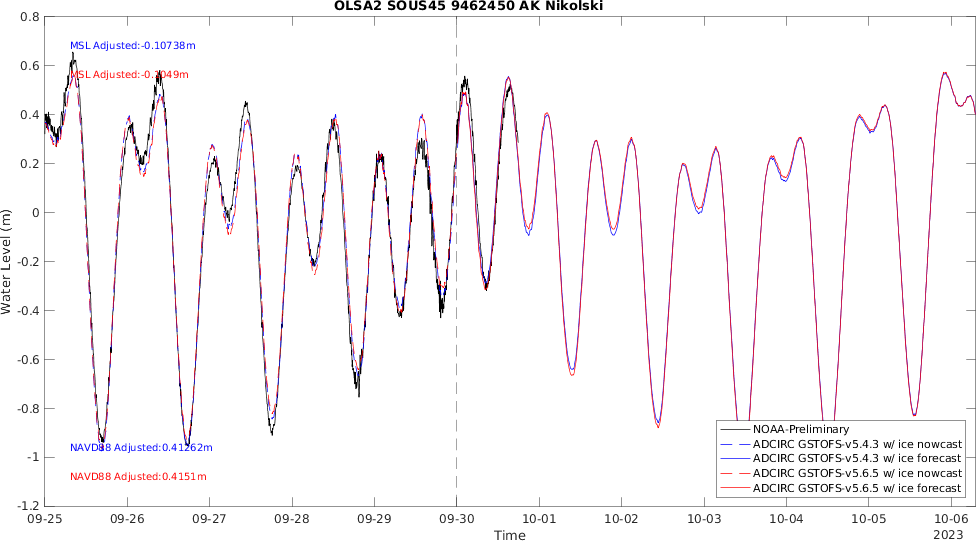 OLSA2 SOUS45 9462450 AK Nikolski
0.8
0.6
0.4
0.2
0
-0.2
-0.4
-0.6
-0.8
-1
-1.2
Water Level (m)
MSL Adjusted:-0.10738m
MSL Adjusted:-0.1049m
NAVD88 Adjusted:0.41262m
NAVD88 Adjusted:0.4151m
NOAA-Preliminary
ADCIRC GSTOFS-v5.4.3 w/ ice nowcast
ADCIRC GSTOFS-v5.4.3 w/ ice forecast
ADCIRC GSTOFS-v5.6.5 w/ ice nowcast
ADCIRC GSTOFS-v5.6.5 w/ ice forecast
09-25 09-26 09-27 09-28 09-29 09-30 10-01 10-02 10-03 10-04 10-05 10-06
2023
Time